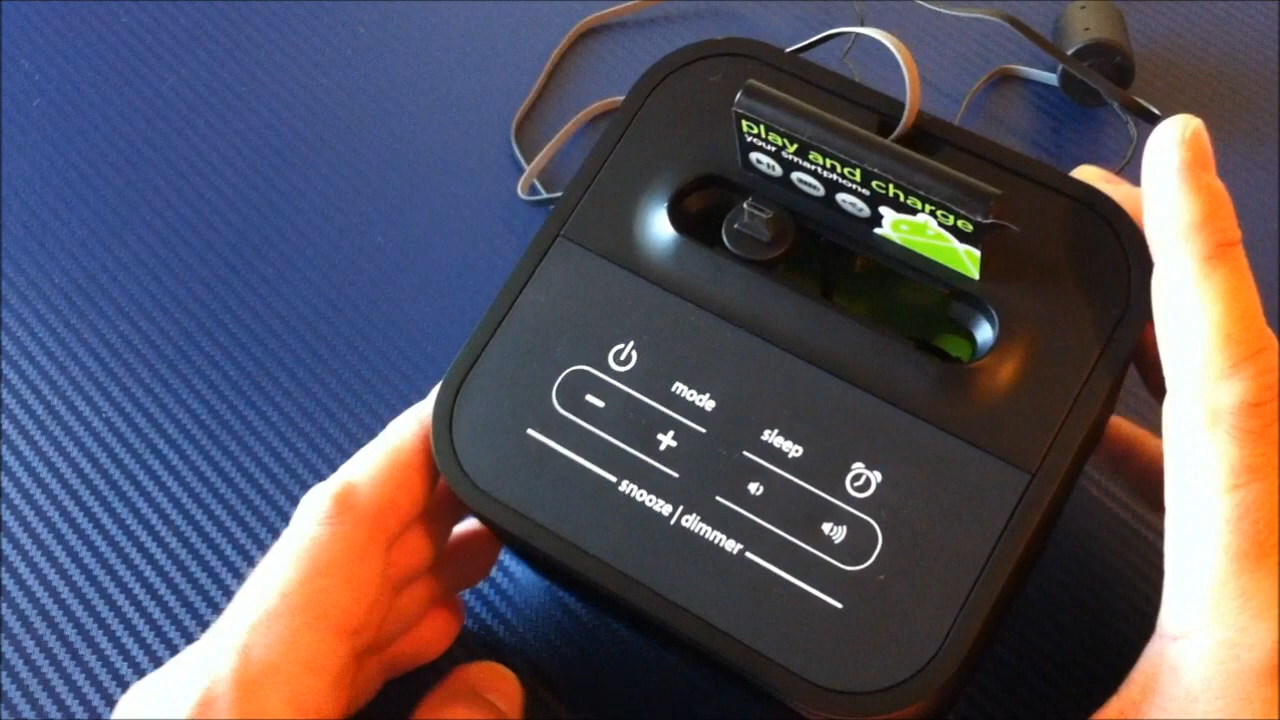 play and charge
your smartphone
mode
sleep
snooze | dimmer